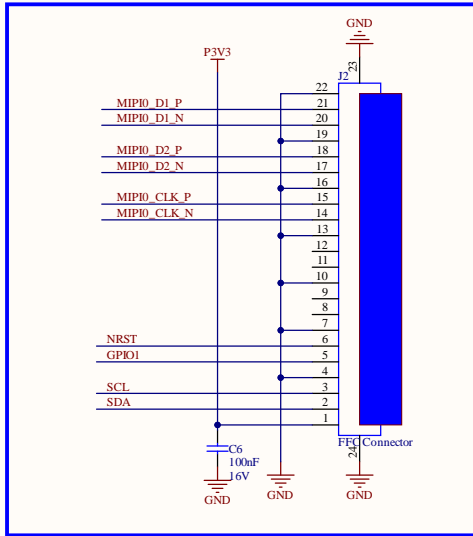 GND
P3V3
23
J2
22
MIPI0_D1_P 21
MIPI0_D1_N 20
19
MIPI0_D2_P 18
MIPI0_D2_N 17
16
MIPI0_CLK_P 15
MIPI0_CLK_N 14
13
12
11
10
9
8
7
NRST 6
GPIO1 5
4
SCL 3
SDA 2
1
FFC Connector
24
C6
100nF
16V
GND GND GND